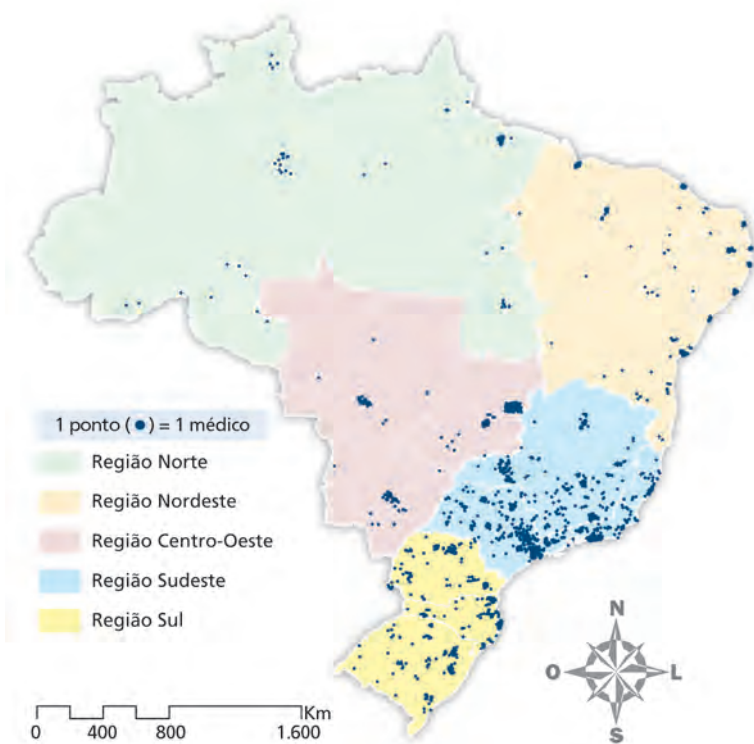 1 ponto (●) = 1 médico
Região Norte
Região Nordeste
Região Centro-Oeste
Região Sudeste
Região Sul
N
O L
S
Km
0 400 800 1.600